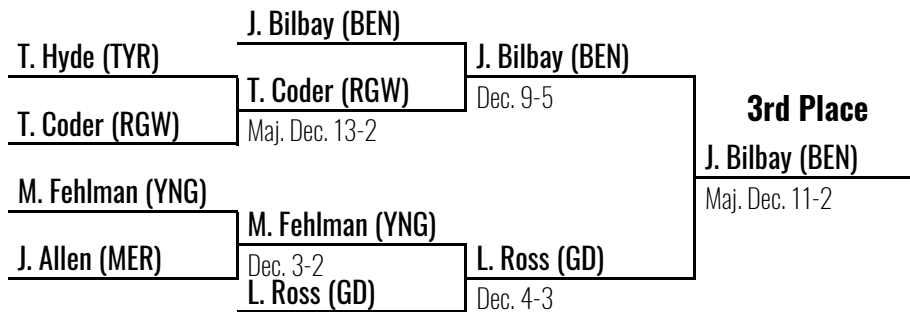 J. Bilbay (BEN)
T. Hyde (TYR)
J. Bilbay (BEN)
T. Coder (RGW)
Dec. 9-5
3rd Place
T. Coder (RGW)
Maj. Dec. 13-2
J. Bilbay (BEN)
M. Fehlman (YNG)
Maj. Dec. 11-2
M. Fehlman (YNG)
J. Allen (MER)
Dec. 3-2
L. Ross (GD)
L. Ross (GD)
Dec. 4-3